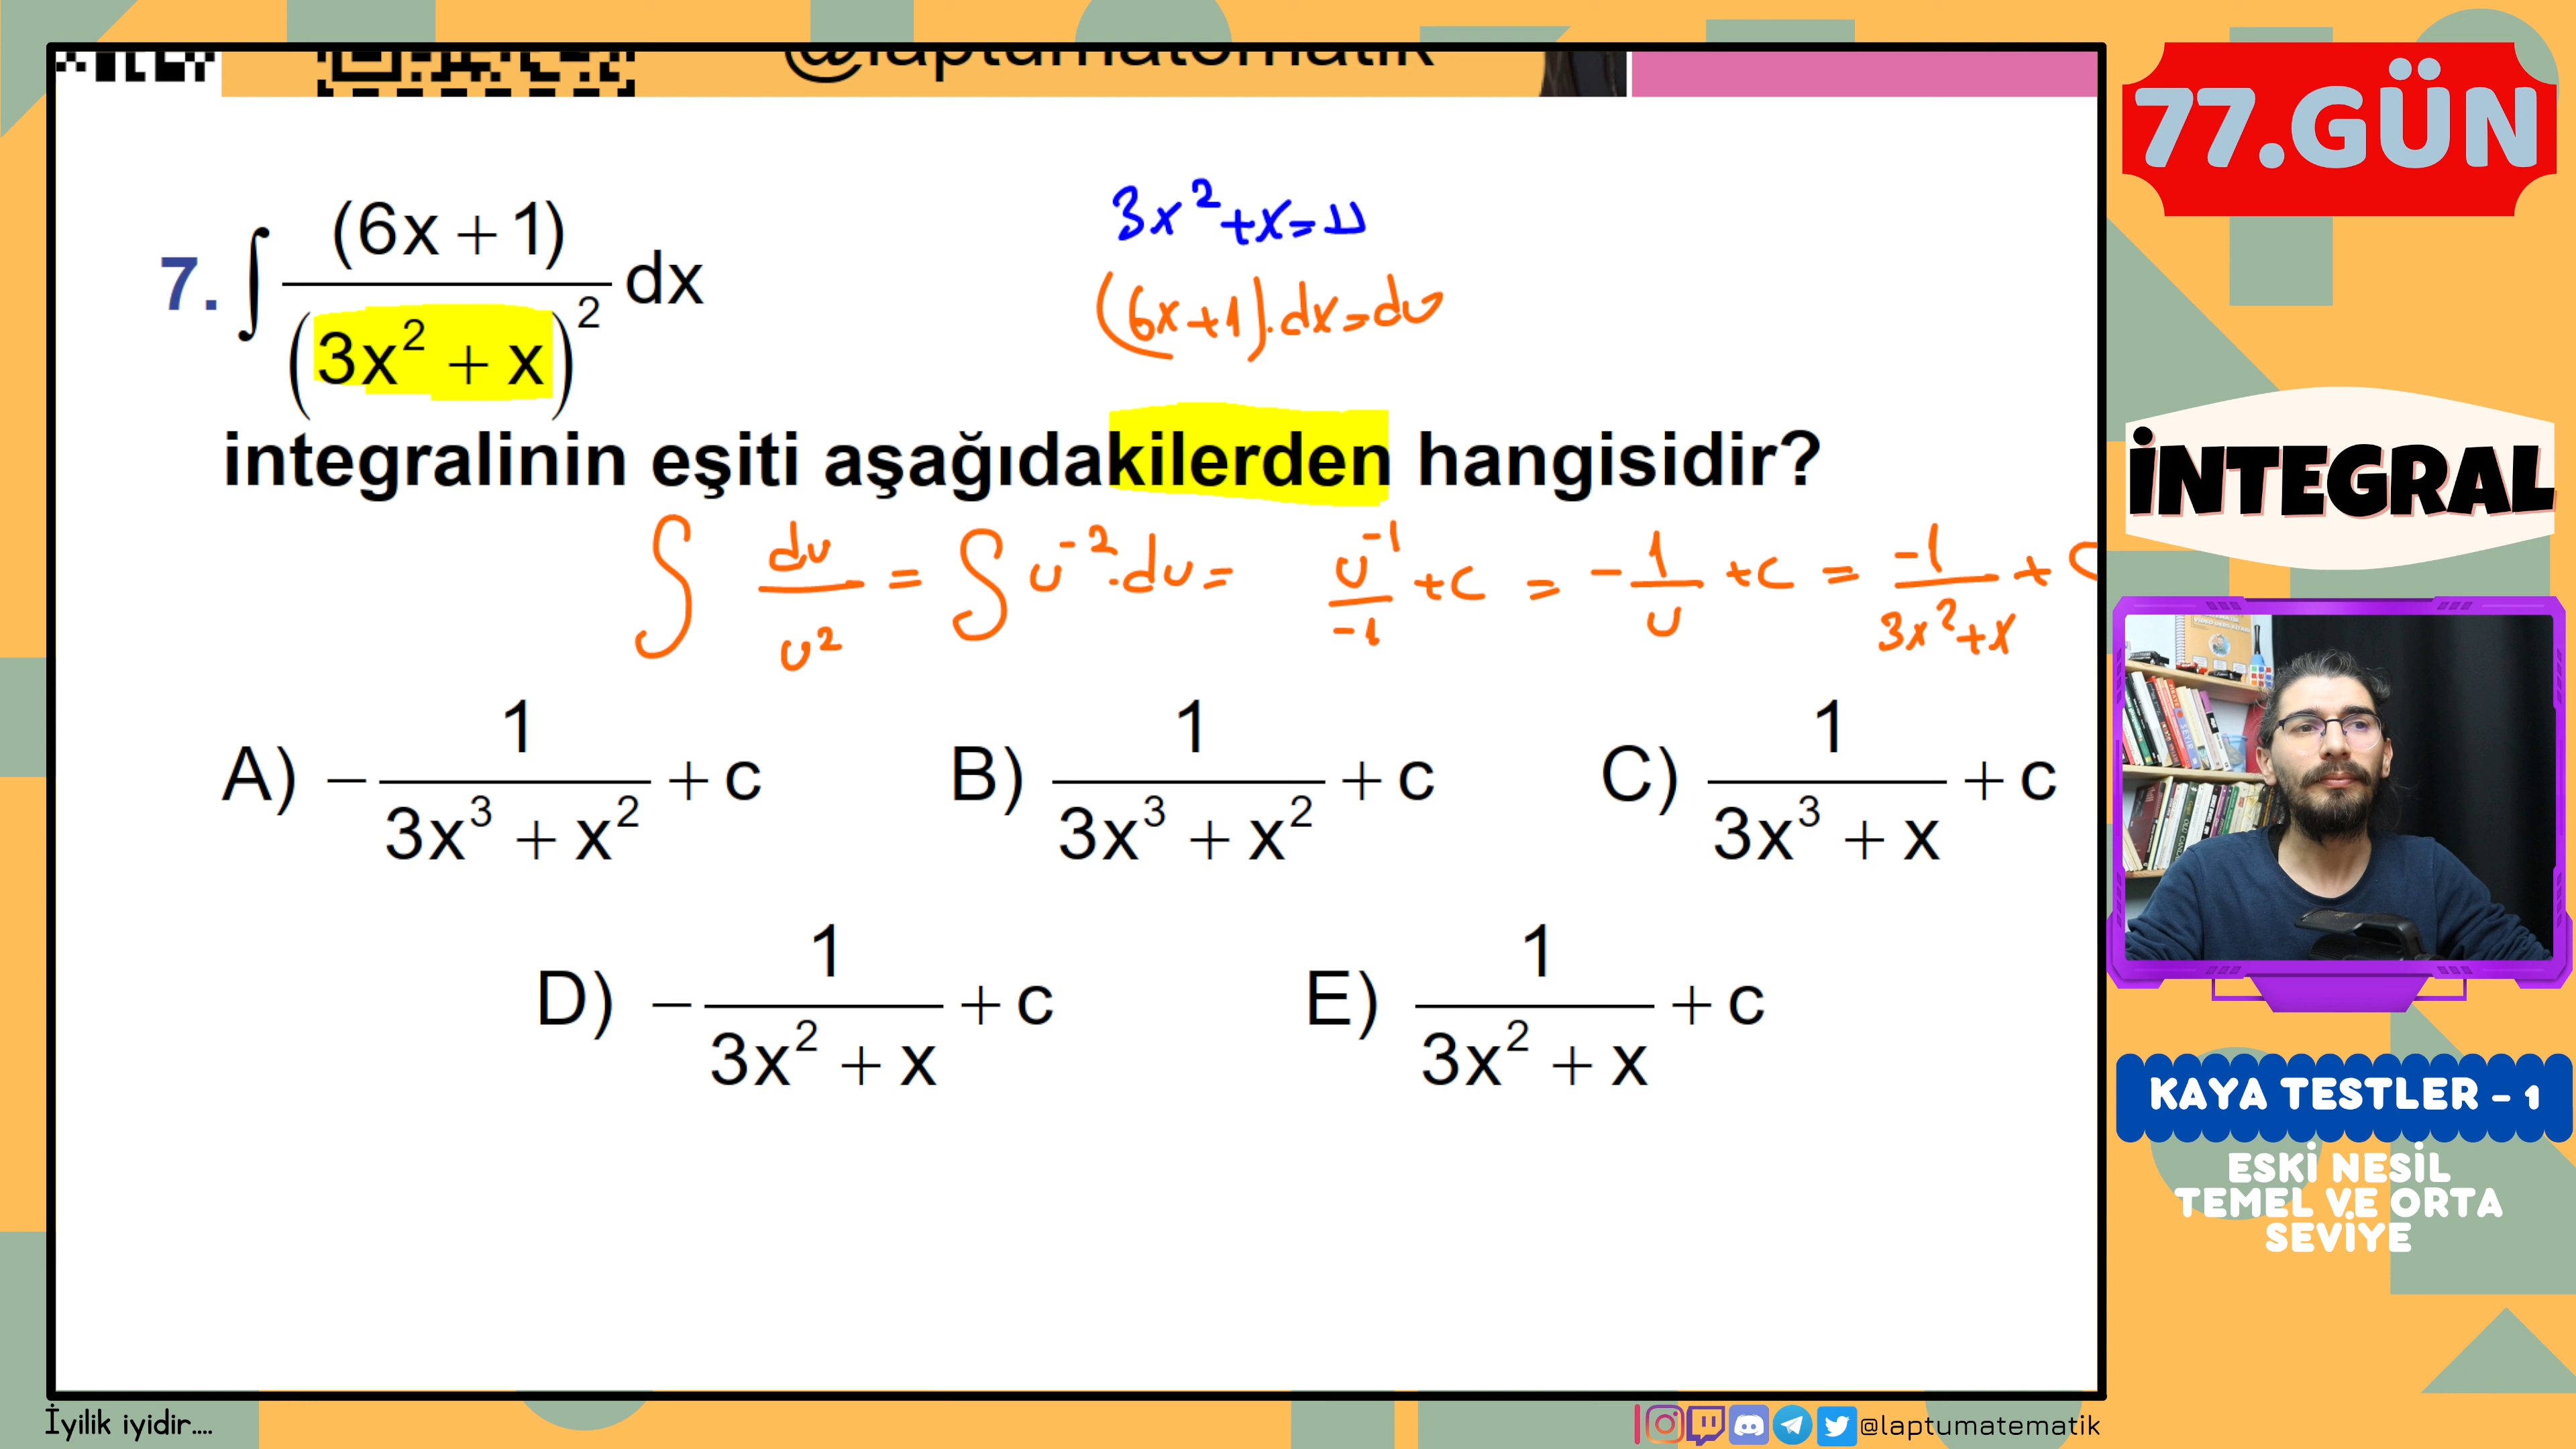 @laptumatematik
77.GÜN
7. ∫ (6x + 1) / (3x² + x)² dx
3x² + x = u
(6x + 1).dx = du
integralinin eşiti aşağıdakilerden hangisidir?
∫ du / u² = ∫ u⁻².du = u⁻¹ / -1 + c = - 1 / u + c = -1 / 3x² + x + c
A) - 1 / 3x³ + x² + c
B) 1 / 3x³ + x² + c
C) 1 / 3x³ + x + c
D) - 1 / 3x² + x + c
E) 1 / 3x² + x + c
İNTEGRAL
KAYA TESTLER - 1
ESKİ NESİL
TEMEL VE ORTA
SEVİYE
İyilik iyidir....
@laptumatematik